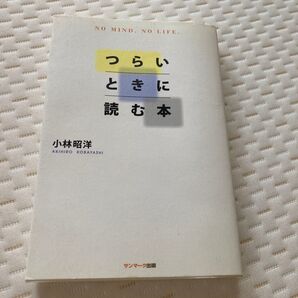 NO MIND, NO LIFE.
つらい
ときに
読む本
小林昭洋
AKIHIRO KOBAYASHI
サンマーク出版